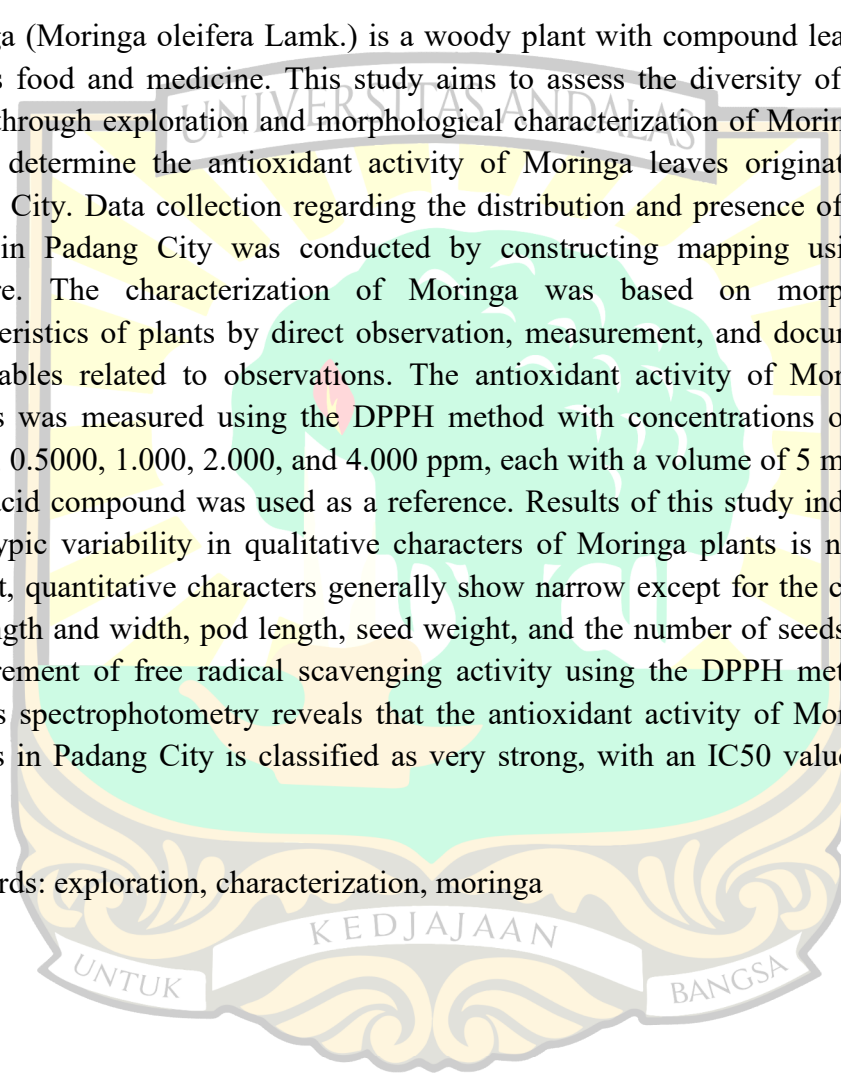 ga (Moringa oleifera Lamk.) is a woody plant with compound lea
s food and medicine. This study aims to assess the diversity of
UNIVERSITAS ANDALAS
through exploration and morphological characterization of Morin
determine the antioxidant activity of Moringa leaves originat
City. Data collection regarding the distribution and presence of
in Padang City was conducted by constructing mapping usi
re. The characterization of Moringa was based on morp
eristics of plants by direct observation, measurement, and docu
ables related to observations. The antioxidant activity of Mor
s was measured using the DPPH method with concentrations o
0.5000, 1.000, 2.000, and 4.000 ppm, each with a volume of 5 m
acid compound was used as a reference. Results of this study ind
ypic variability in qualitative characters of Moringa plants is n
t, quantitative characters generally show narrow except for the c
ngth and width, pod length, seed weight, and the number of seeds
rement of free radical scavenging activity using the DPPH met
s spectrophotometry reveals that the antioxidant activity of Mor
s in Padang City is classified as very strong, with an IC50 value
rds: exploration, characterization, moringa
KEDJAJAAN
UNTUK
BANGSA